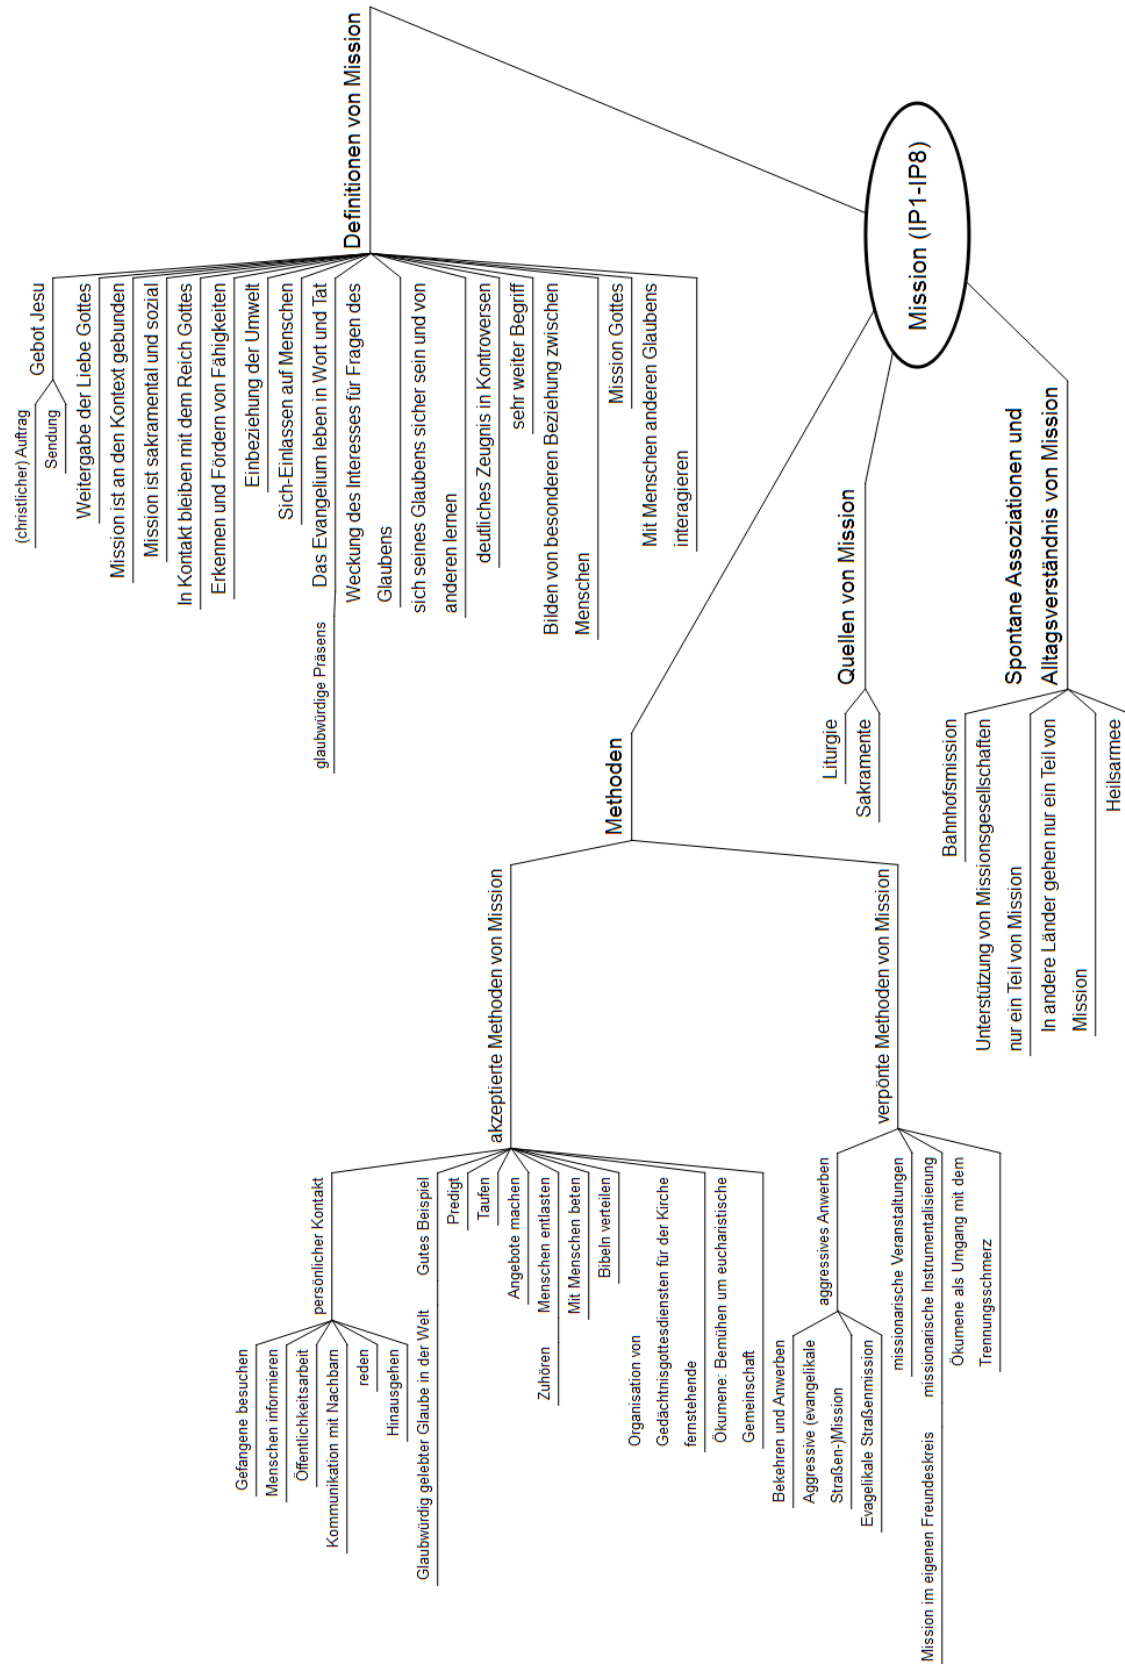 Mission (IP1-IP8)
Definitionen von Mission
Gebot Jesu
(christlicher) Auftrag
Sendung
Weitergabe der Liebe Gottes
Mission ist an den Kontext gebunden
Mission ist sakramental und sozial
In Kontakt bleiben mit dem Reich Gottes
Erkennen und Fördern von Fähigkeiten
Einbeziehung der Umwelt
Sich-Einlassen auf Menschen
Das Evangelium leben in Wort und Tat
glaubwürdige Präsens
Weckung des Interesses für Fragen des
Glaubens
sich seines Glaubens sicher sein und von
anderen lernen
deutliches Zeugnis in Kontroversen
sehr weiter Begriff
Bilden von besonderen Beziehung zwischen
Menschen
Mission Gottes
Mit Menschen anderen Glaubens
interagieren
Methoden
akzeptierte Methoden von Mission
persönlicher Kontakt
Gefangene besuchen
Menschen informieren
Öffentlichkeitsarbeit
Kommunikation mit Nachbarn
reden
Hinausgehen
Gutes Beispiel
Glaubwürdig gelebter Glaube in der Welt
Predigt
Taufen
Angebote machen
Menschen entlasten
Zuhören
Mit Menschen beten
Bibeln verteilen
Organisation von
Gedächtnisgottesdiensten für der Kirche
fernstehende
Ökumene: Bemühen um eucharistische
Gemeinschaft
verpönte Methoden von Mission
aggressives Anwerben
Bekehren und Anwerben
Aggressive (evangelikale
Straßen-)Mission
Evagelikale Straßenmission
missionarische Veranstaltungen
missionarische Instrumentalisierung
Mission im eigenen Freundeskreis
Ökumene als Umgang mit dem
Trennungsschmerz
Quellen von Mission
Liturgie
Sakramente
Spontane Assoziationen und
Alltagsverständnis von Mission
Bahnhofsmission
Unterstützung von Missionsgesellschaften
nur ein Teil von Mission
In andere Länder gehen nur ein Teil von
Mission
Heilsarmee